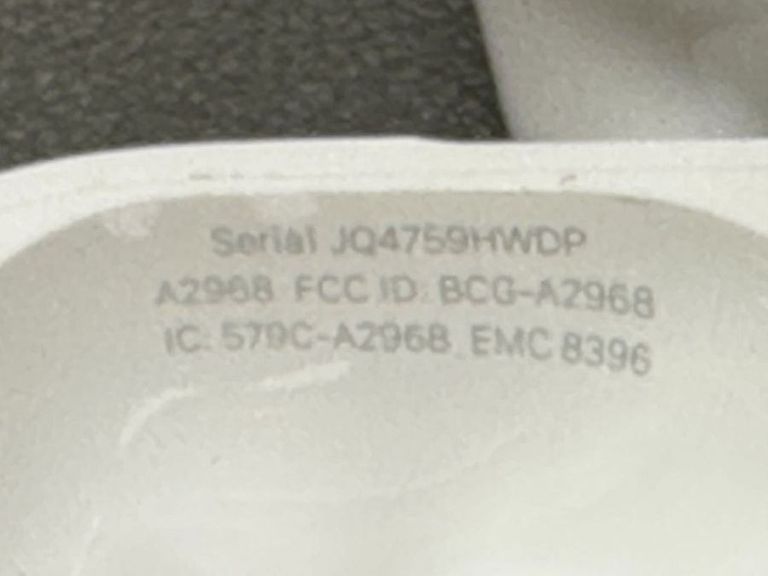 Serial JQ4759HWDP
A2968 FCC ID: BCG-A2968
IC: 579C-A2968 EMC 8396